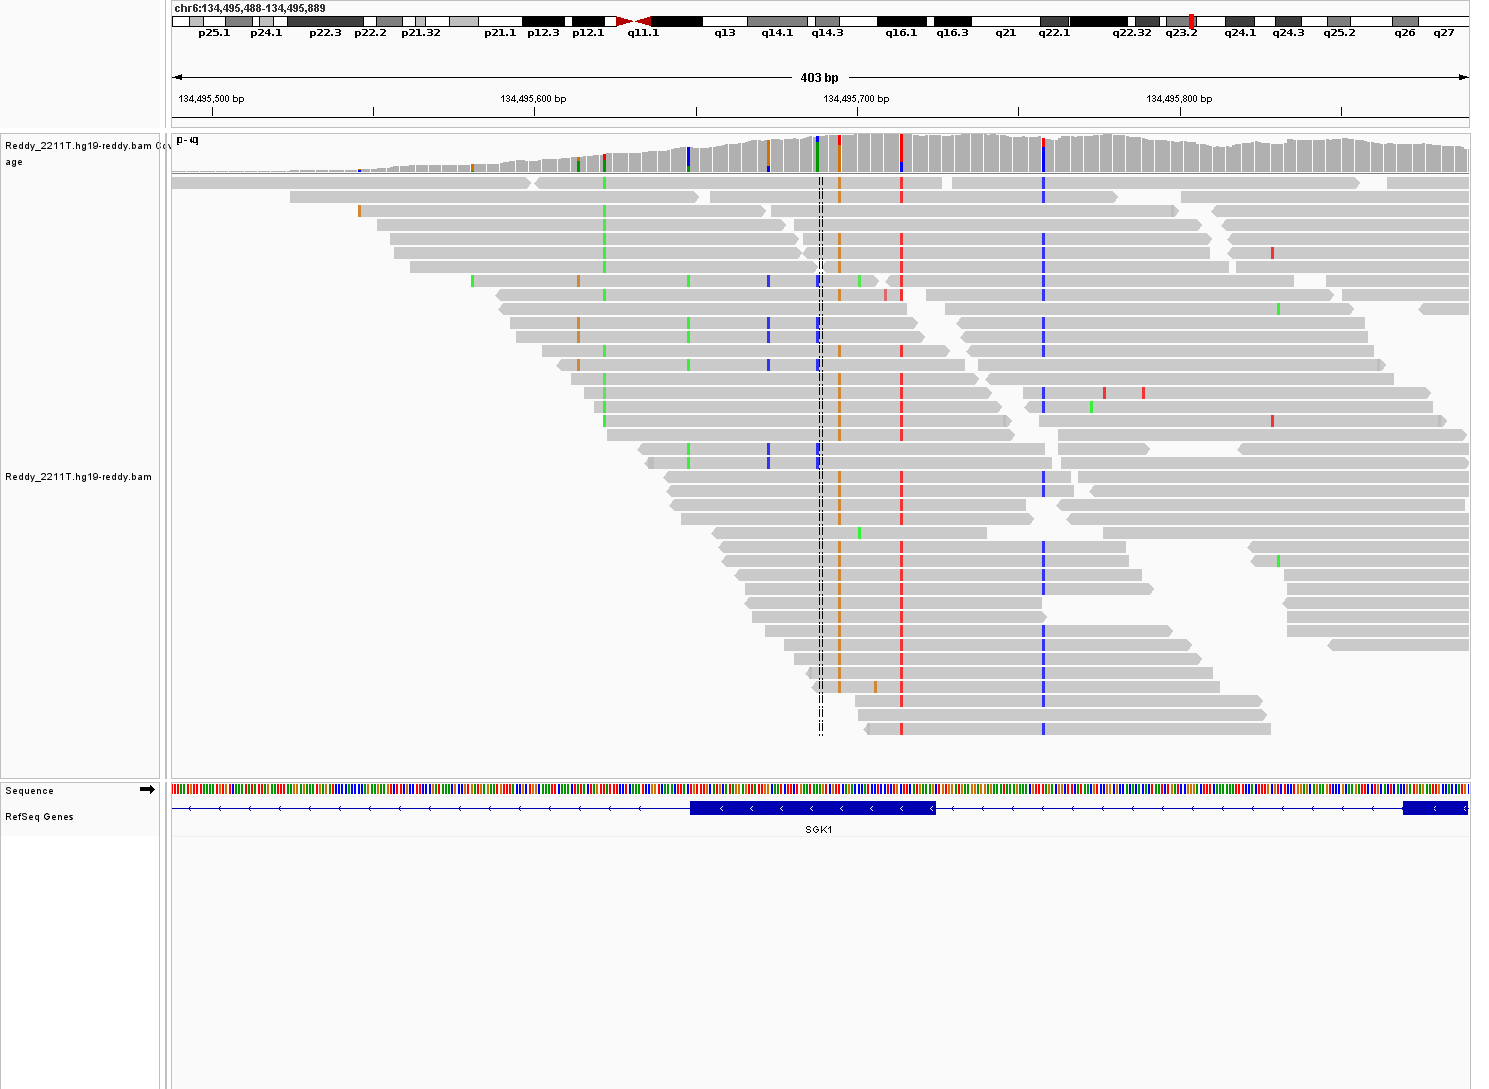 chr6:134,495,488-134,495,889
p25.1 p24.1 p22.3 p22.2 p21.32 p21.1 p12.3 p12.1 q11.1 q13 q14.1 q14.3 q16.1 q16.3 q21 q22.1 q22.32 q23.2 q24.1 q24.3 q25.2 q26 q27
403 bp
134,495,500 bp 134,495,600 bp 134,495,700 bp 134,495,800 bp
Reddy_2211T.hg19-reddy.bam
age
Reddy_2211T.hg19-reddy.bam
Sequence
RefSeq Genes
SGK1